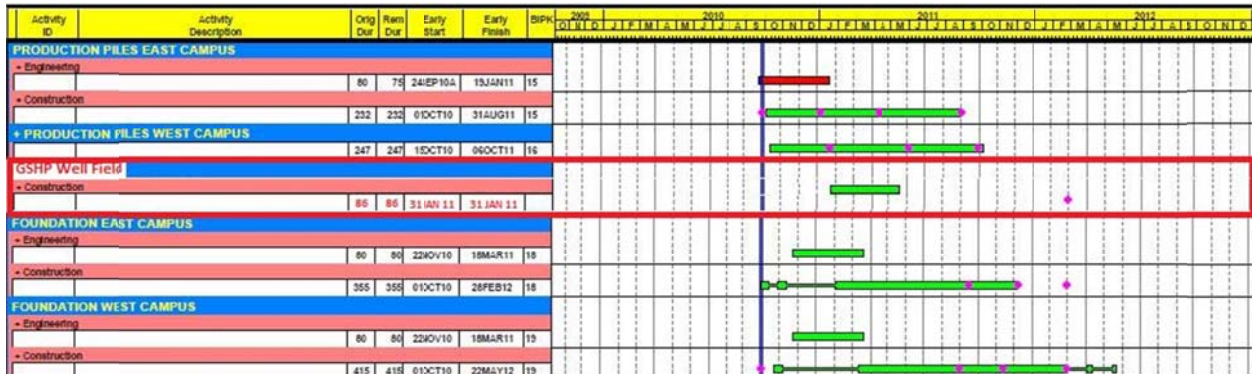 Activity ID Activity Description Orig Dur Rem Dur Early Start Early Finish BIPK 2009 2010 2011 2012
O N D J F M A M J J A S O N D J F M A M J J A S O N D J F M A M J J A S O N D
PRODUCTION PILES EAST CAMPUS
- Engineering
80 75 24SEP10A 19JAN11 15
- Construction
232 232 01OCT10 31AUG11 15
+ PRODUCTION PILES WEST CAMPUS
247 247 15OCT10 06OCT11 16
GSHP Well Field
- Construction
86 86 31JAN 11 31 JAN 11
FOUNDATION EAST CAMPUS
- Engineering
80 80 22NOV10 18MAR11 18
- Construction
355 355 01OCT10 28FEB12 18
FOUNDATION WEST CAMPUS
- Engineering
80 80 22NOV10 18MAR11 19
- Construction
415 415 01OCT10 22MAY12 19